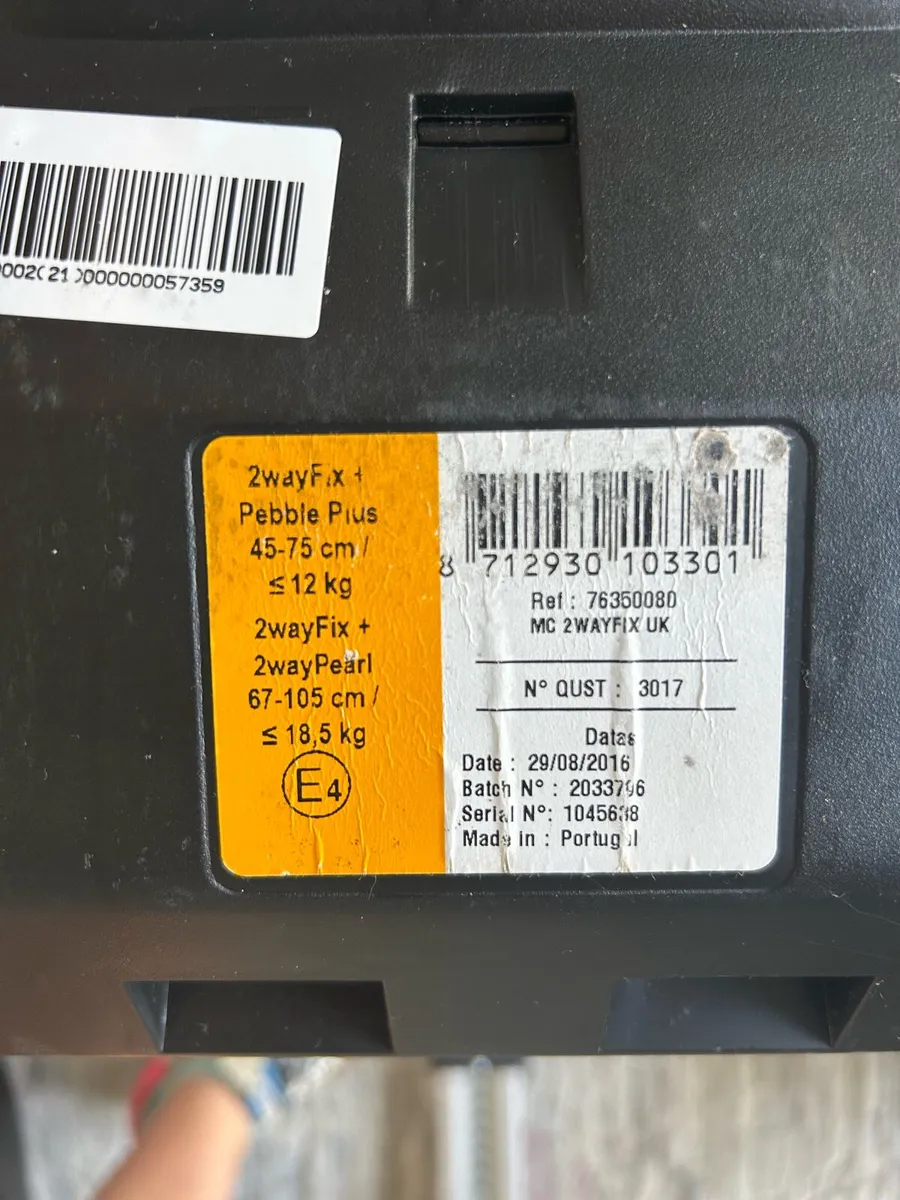 002(21)000000057359
2wayFix +
Pebble Plus
45-75 cm /
≤ 12 kg
2wayFix +
2wayPearl
67-105 cm /
≤ 18,5 kg
E4
8 712930 103301
Ref : 76350080
MC 2WAYFIX UK
N° QUST : 3017
Datas
Date : 29/08/2016
Batch N° : 2033796
Serial N°:
Made in : Portugal